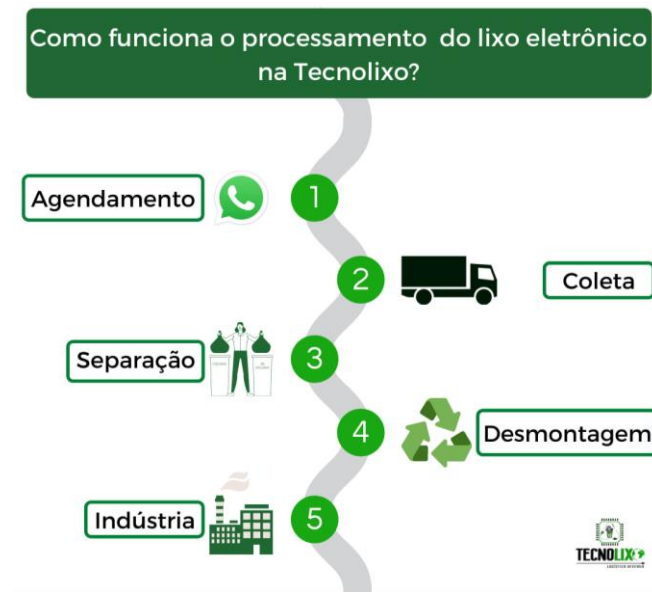 Como funciona o processamento do lixo eletrônico
na Tecnolixo?
Agendamento
1
2
Coleta
Separação
3
4
Desmontagem
Indústria
5
TECNOLIXO